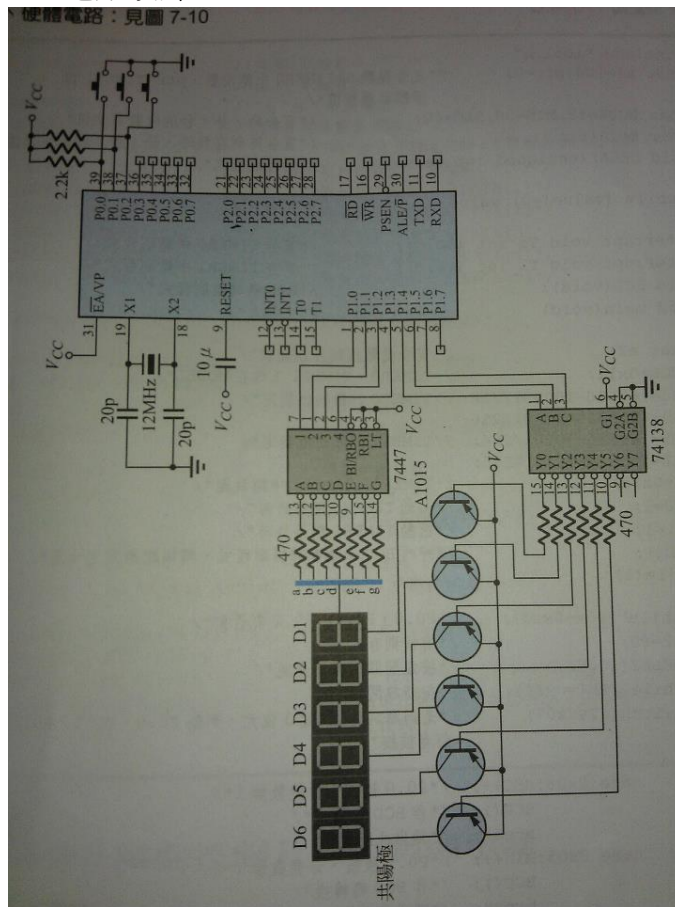 硬體電路：見圖 7-10
VCC
2.2k
39
38
37
36
35
34
33
32
P0.0
P0.1
P0.2
P0.3
P0.4
P0.5
P0.6
P0.7
21
22
23
24
25
26
27
28
P2.0
P2.1
P2.2
P2.3
P2.4
P2.5
P2.6
P2.7
17
16
29
30
11
10
RD
WR
PSEN
ALE/P
TXD
RXD
EA/VP
X1
X2
RESET
INT0
INT1
T0
T1
P1.0
P1.1
P1.2
P1.3
P1.4
P1.5
P1.6
P1.7
31
19
18
9
12
13
14
15
1
2
3
4
5
6
7
8
VCC
20p
12MHz
20p
10 μ
VCC
7
1
2
6
4
5
3
1
2
3
4
BI/RBO
RBI
LT
A
B
C
D
E
F
G
13
12
11
10
9
15
14
7447
VCC
470
a
b
c
d
e
f
g
A1015
VCC
1
2
3
6
4
5
A
B
C
G1
G2A
G2B
Y0
Y1
Y2
Y3
Y4
Y5
Y6
Y7
15
14
13
12
11
10
9
7
74138
VCC
470
D1
D2
D3
D4
D5
D6
共陽極